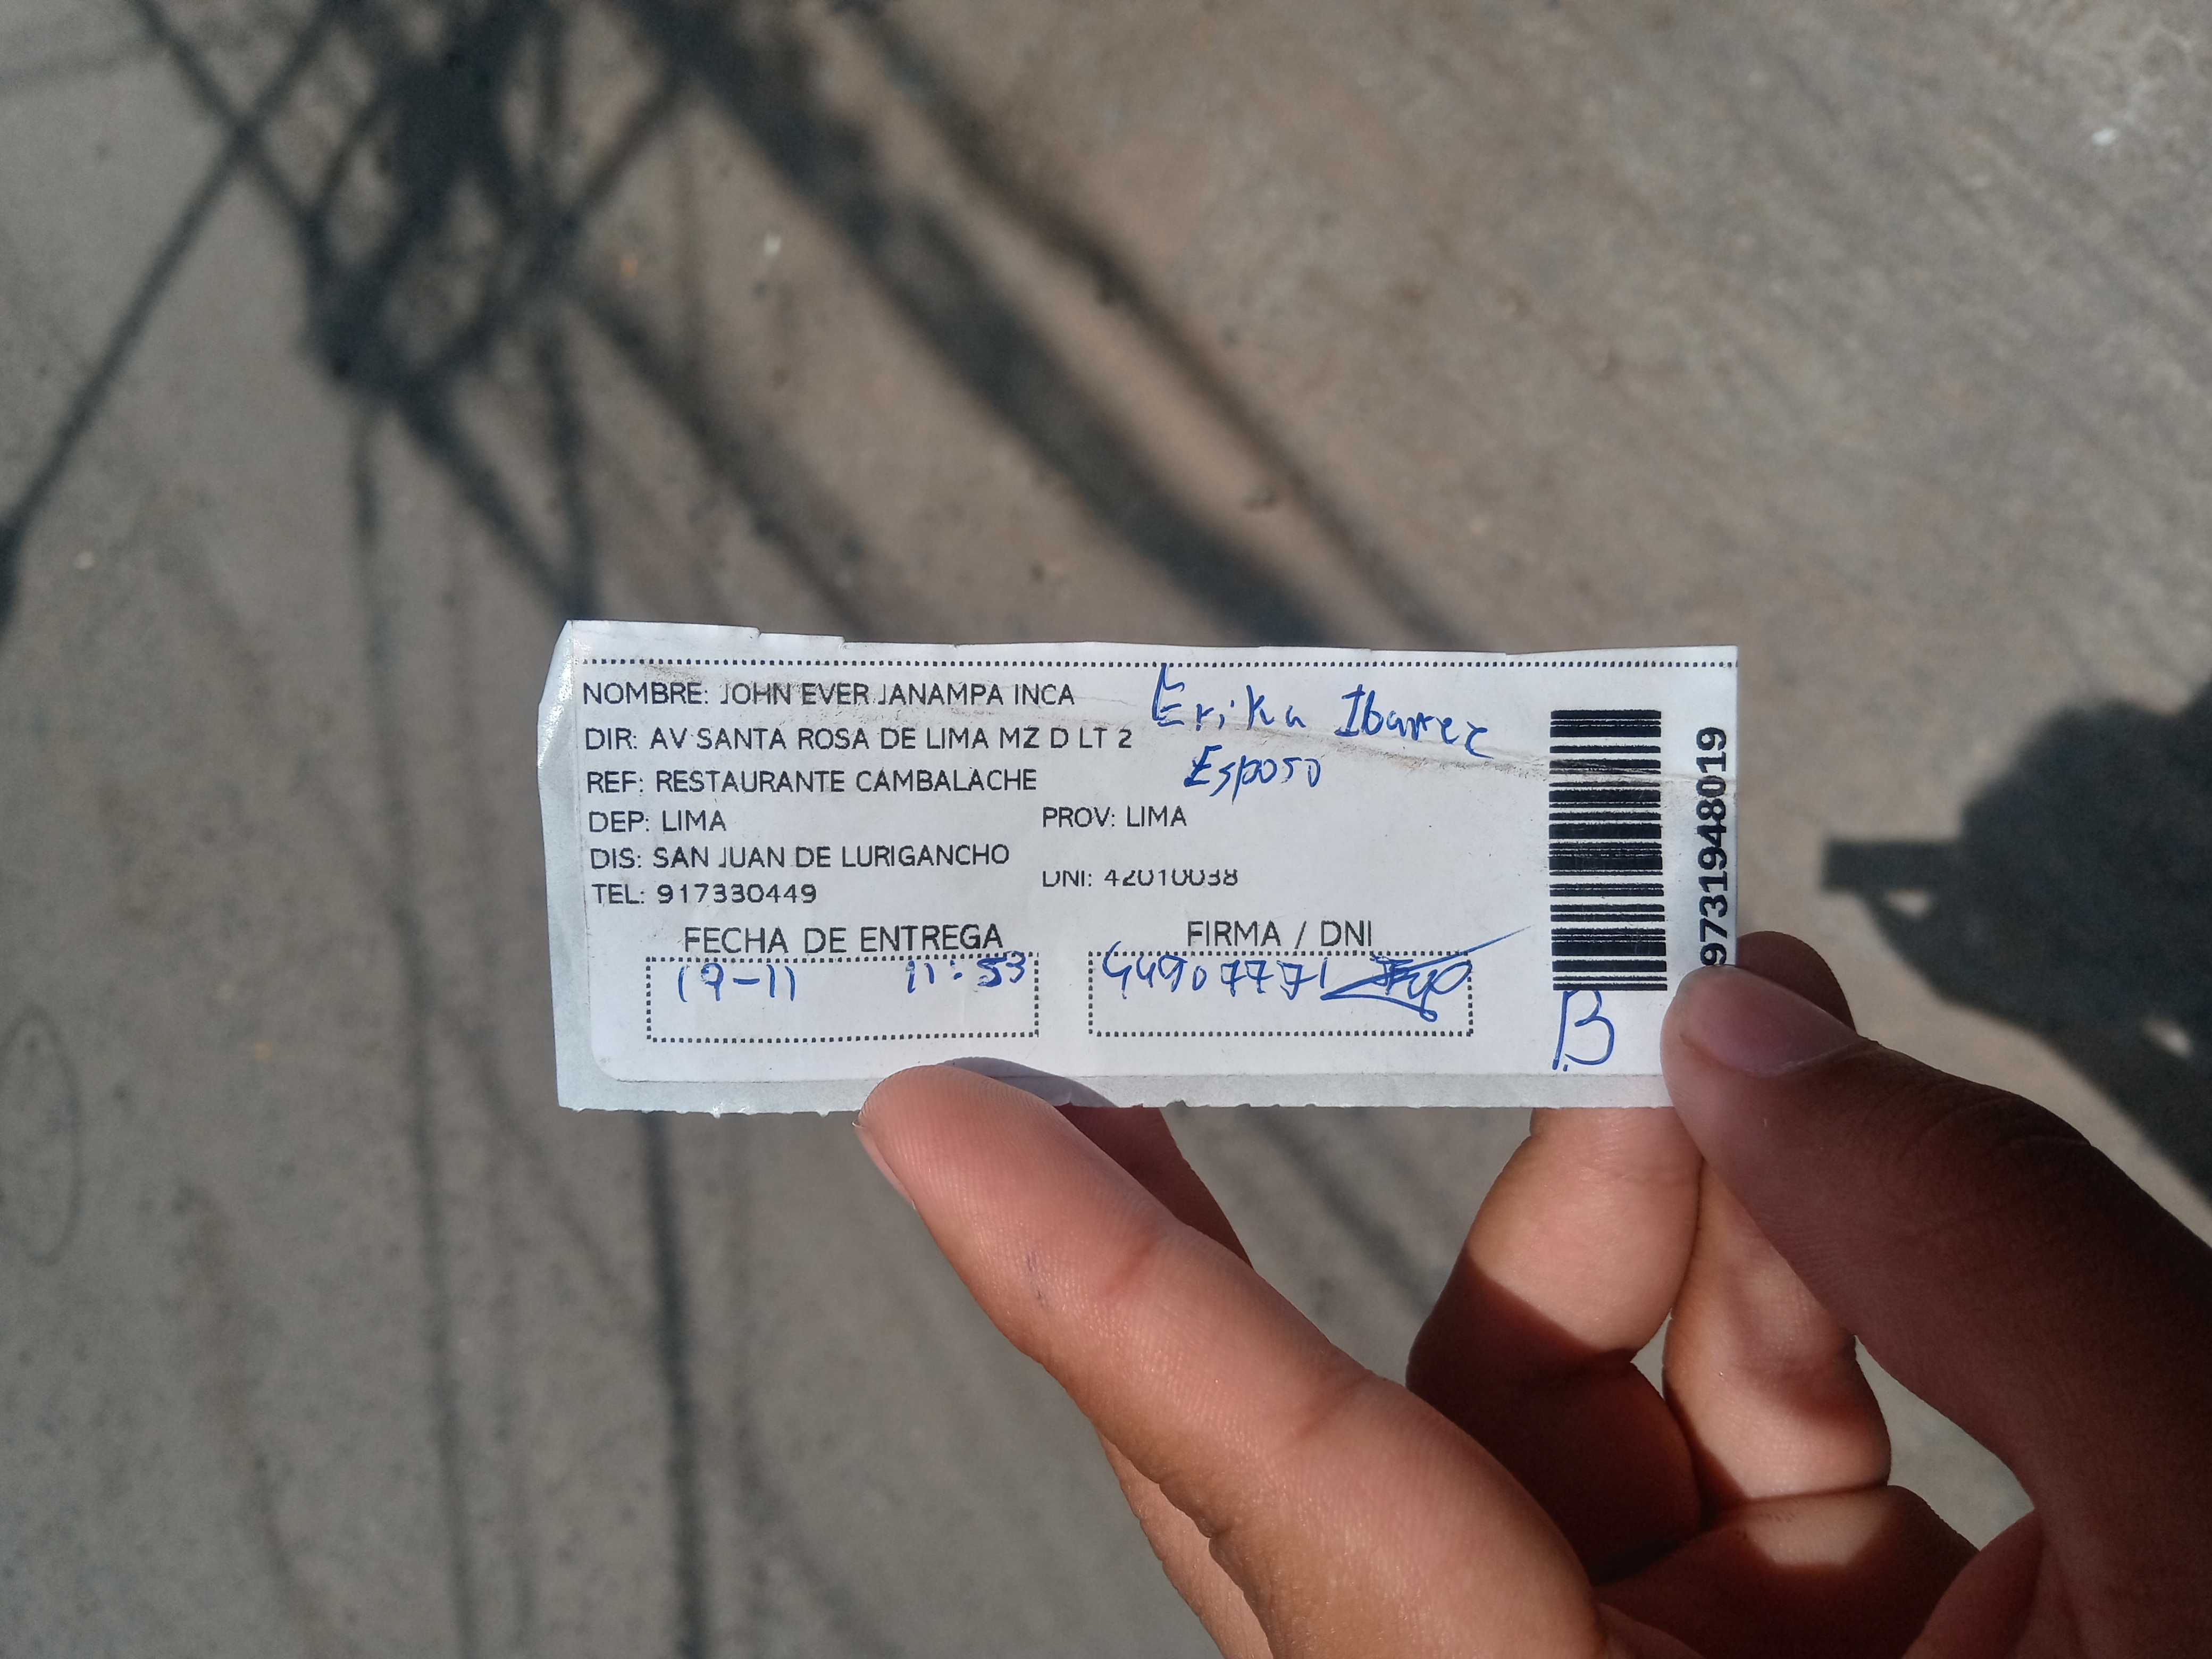 NOMBRE: JOHN EVER JANAMPA INCA
Erika Ibarrez
DIR: AV SANTA ROSA DE LIMA MZ D LT 2
Esposo
REF: RESTAURANTE CAMBALACHE
DEP: LIMA PROV: LIMA
DIS: SAN JUAN DE LURIGANCHO
TEL: 917330449 DNI: 42010038
FECHA DE ENTREGA FIRMA / DNI
19-11 11:53 44907771
B
97319448019